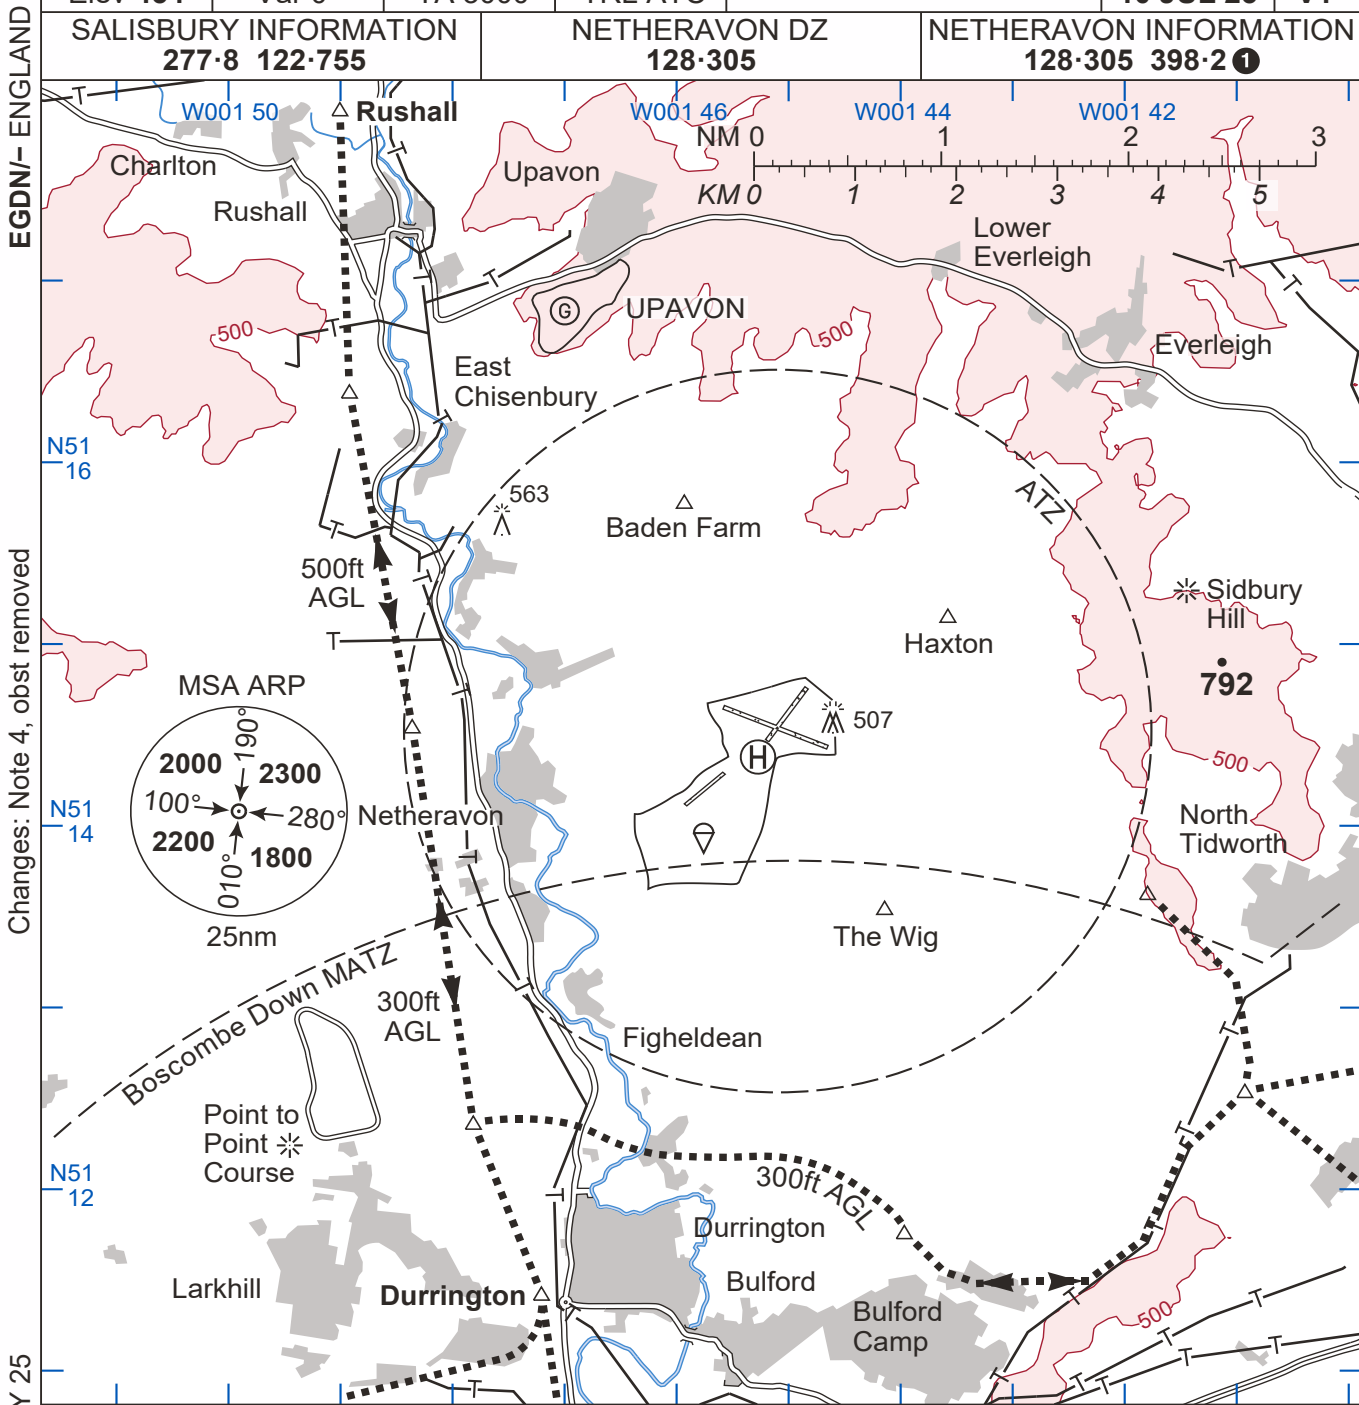 SALISBURY INFORMATION
277·8 122·755
NETHERAVON DZ
128·305
NETHERAVON INFORMATION
128·305 398·2 1
EGDN/– ENGLAND
Changes: Note 4, obst removed
Y 25
W001 50
W001 46
W001 44
W001 42
Rushall
NM 0 1 2 3
KM 0 1 2 3 4 5
Charlton
Rushall
Upavon
Lower
Everleigh
G
UPAVON
500
500
Everleigh
East
Chisenbury
N51
16
563
Baden Farm
ATZ
500ft
AGL
Sidbury
Hill
Haxton
792
MSA ARP
190°
2000
2300
100°
280°
2200
1800
010°
25nm
507
H
500
N51
14
Netheravon
North
Tidworth
The Wig
Boscombe Down MATZ
300ft
AGL
Figheldean
Point to
Point
Course
N51
12
300ft AGL
Durrington
Larkhill
Durrington
Bulford
Bulford
Camp
500